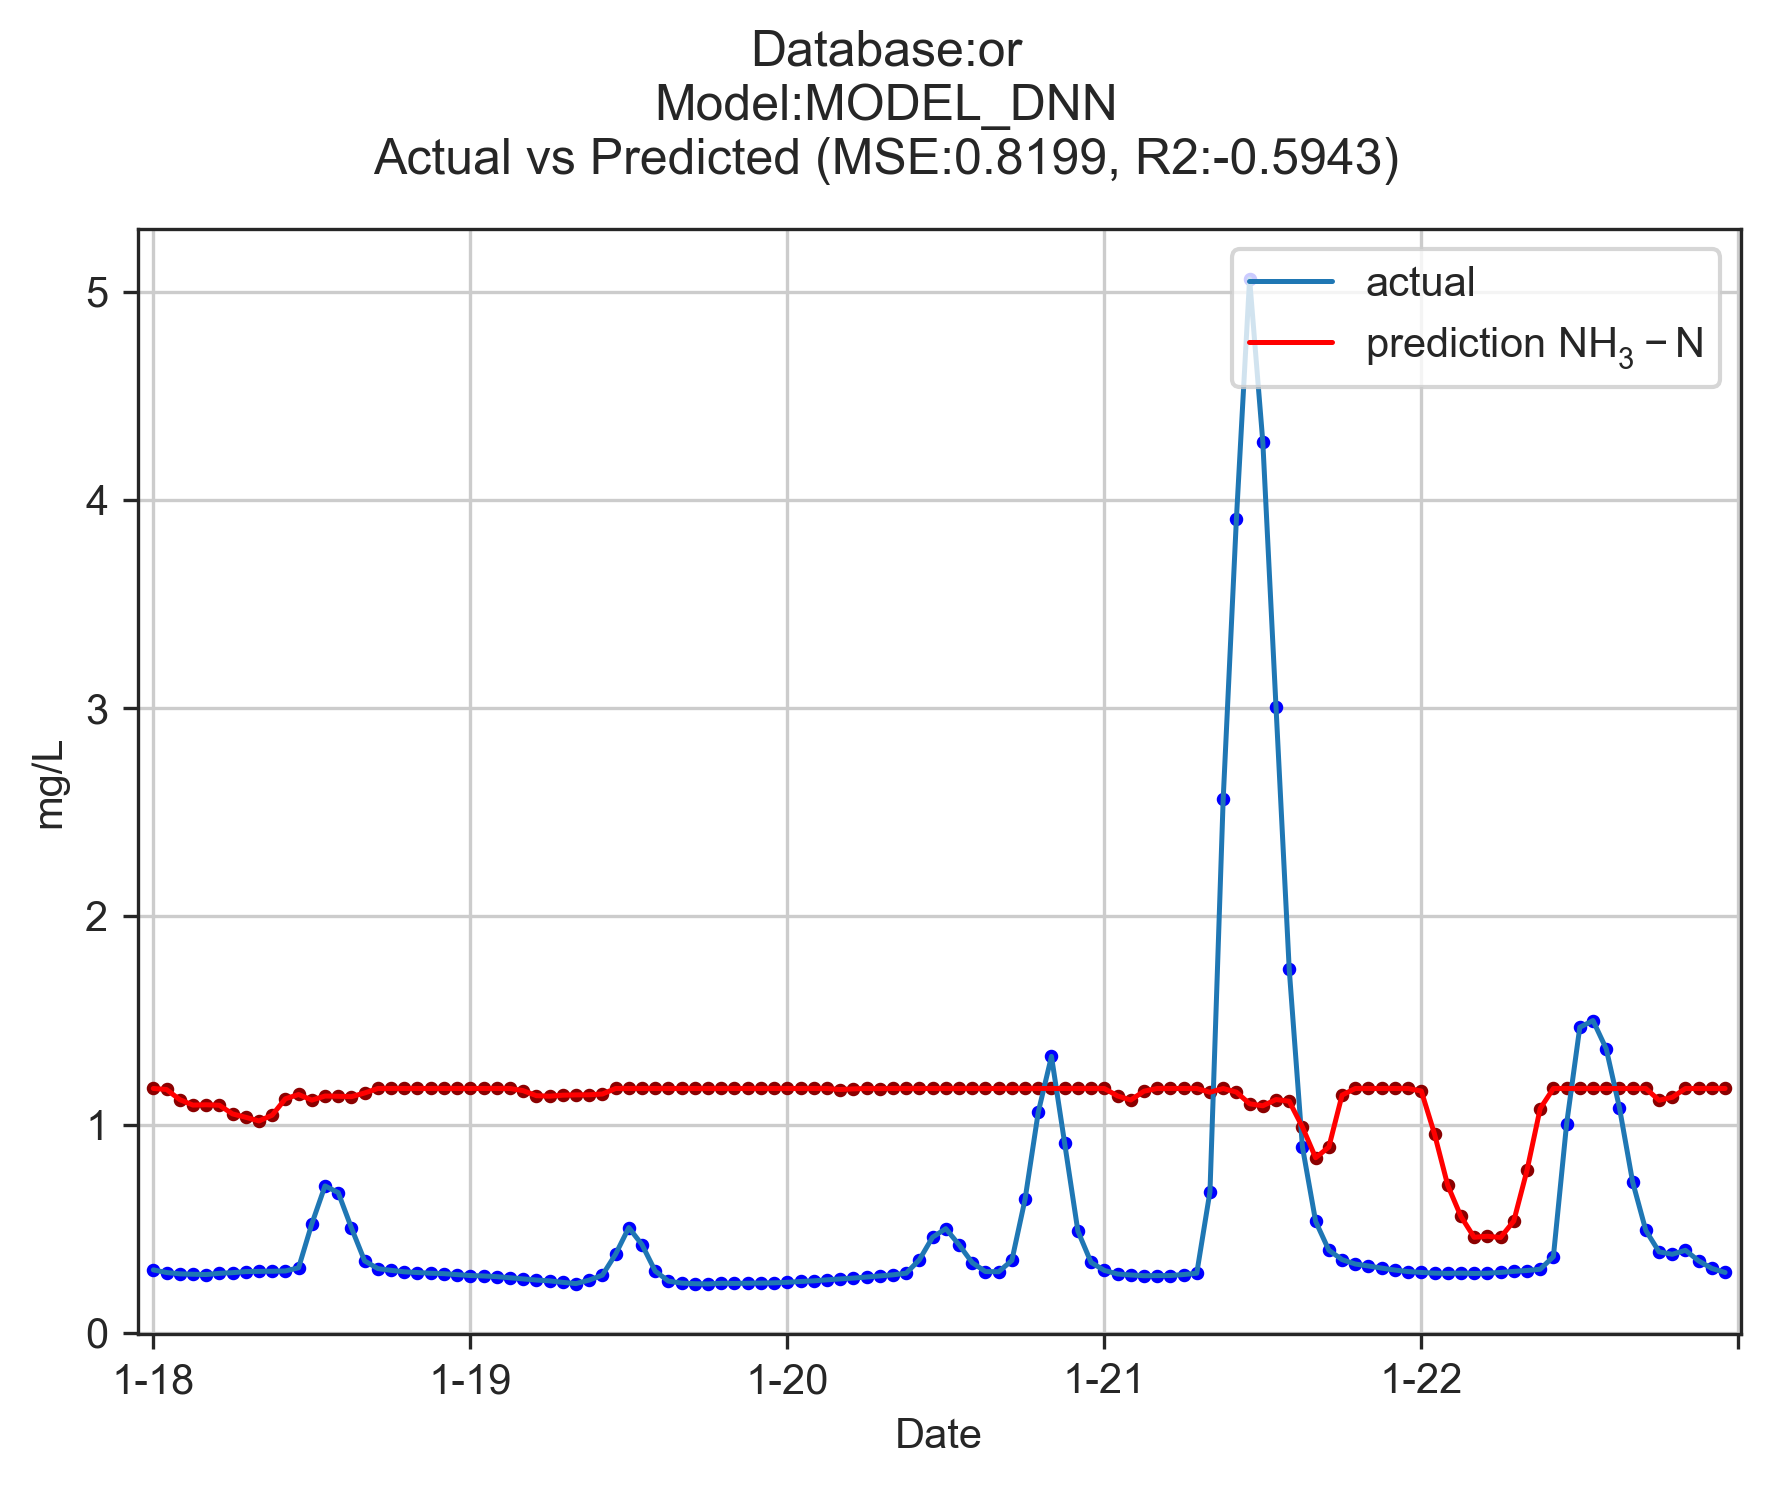 Database:or
Model:MODEL_DNN
Actual vs Predicted (MSE:0.8199, R2:-0.5943)
actual
prediction NH₃ − N
5
4
3
2
1
0
mg/L
1-18 1-19 1-20 1-21 1-22
Date